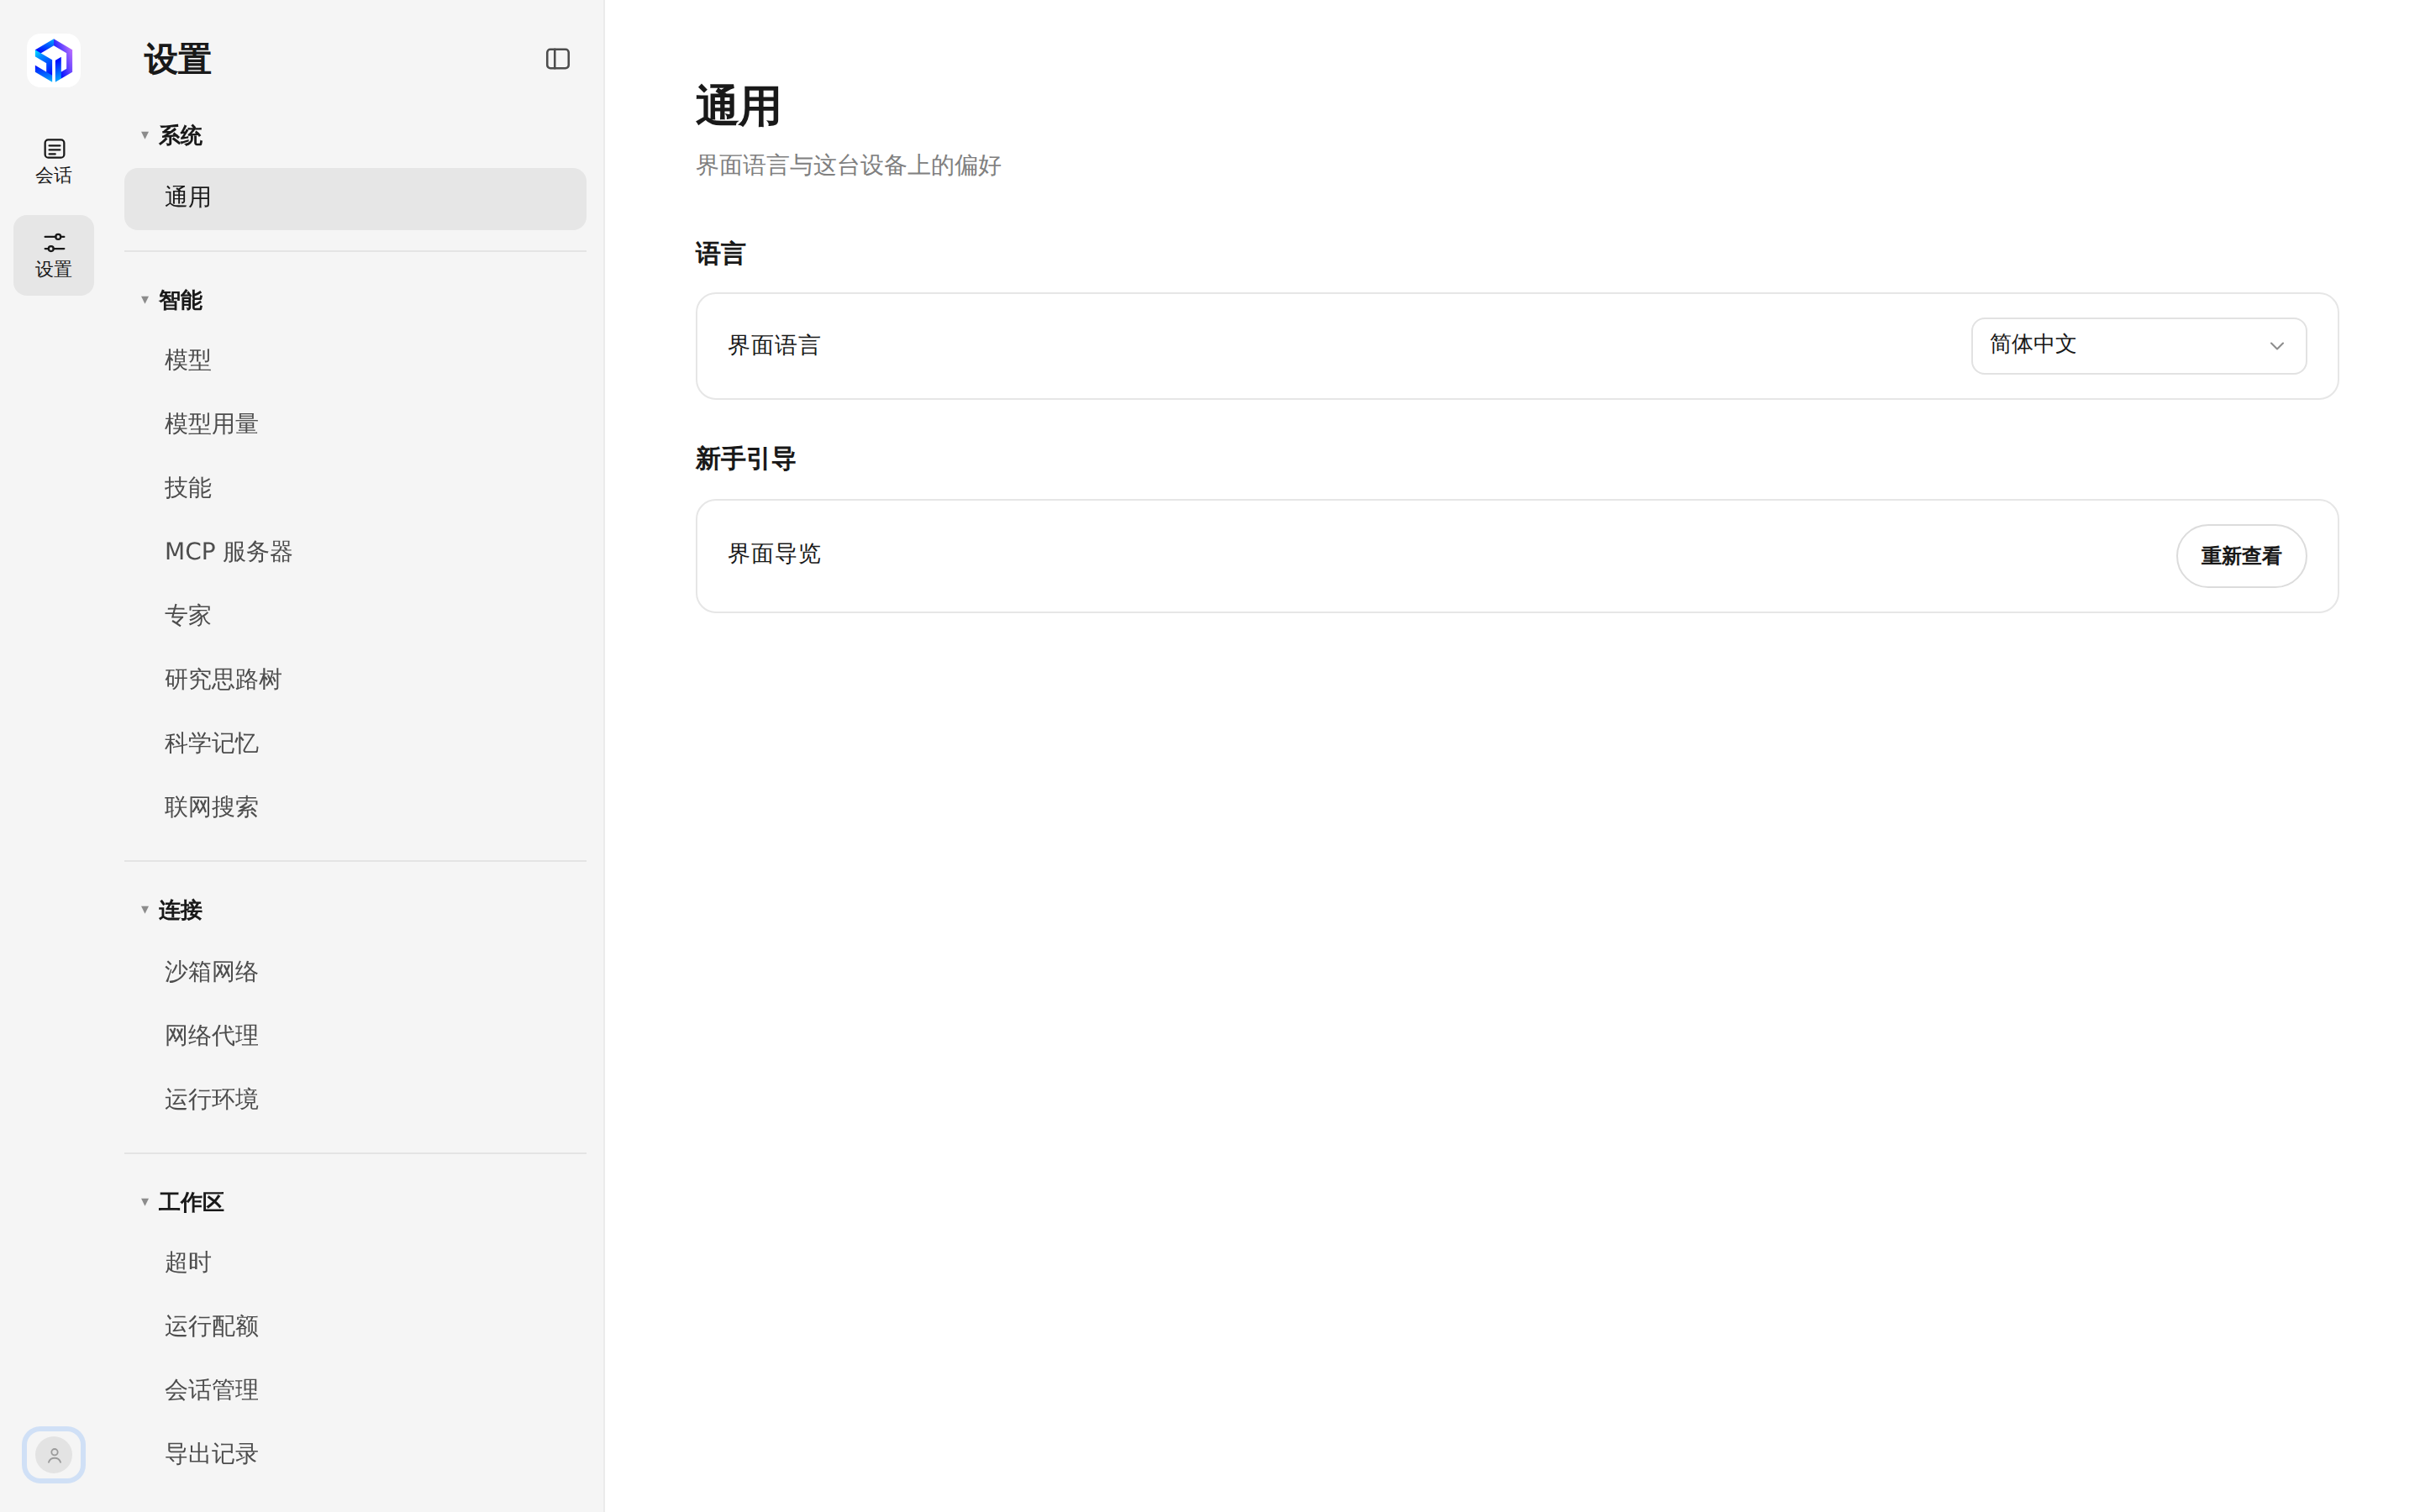 会话
设置
设置
系统
通用
智能
模型
模型用量
技能
MCP 服务器
专家
研究思路树
科学记忆
联网搜索
连接
沙箱网络
网络代理
运行环境
工作区
超时
运行配额
会话管理
导出记录
通用
界面语言与这台设备上的偏好
语言
界面语言
简体中文
新手引导
界面导览
重新查看